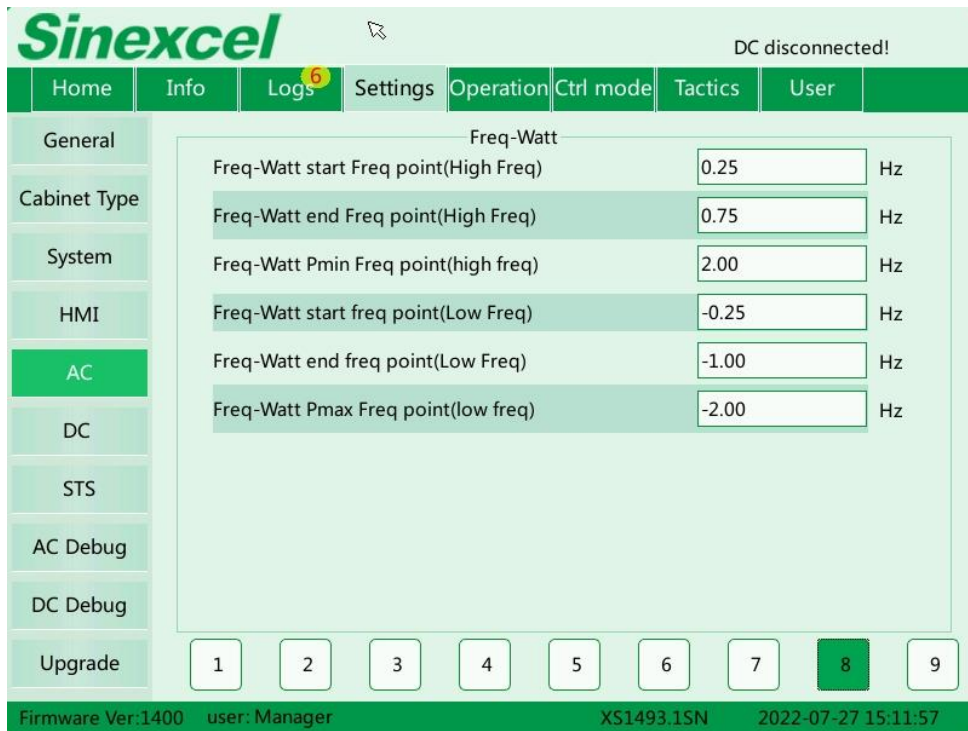 Sinexcel
DC disconnected!
Home Info Logs 6 Settings Operation Ctrl mode Tactics User
General
Cabinet Type
System
HMI
AC
DC
STS
AC Debug
DC Debug
Upgrade
Freq-Watt
Freq-Watt start Freq point(High Freq) 0.25 Hz
Freq-Watt end Freq point(High Freq) 0.75 Hz
Freq-Watt Pmin Freq point(high freq) 2.00 Hz
Freq-Watt start freq point(Low Freq) -0.25 Hz
Freq-Watt end freq point(Low Freq) -1.00 Hz
Freq-Watt Pmax Freq point(low freq) -2.00 Hz
1 2 3 4 5 6 7 8 9
Firmware Ver:1400 user: Manager XS1493.1SN 2022-07-27 15:11:57